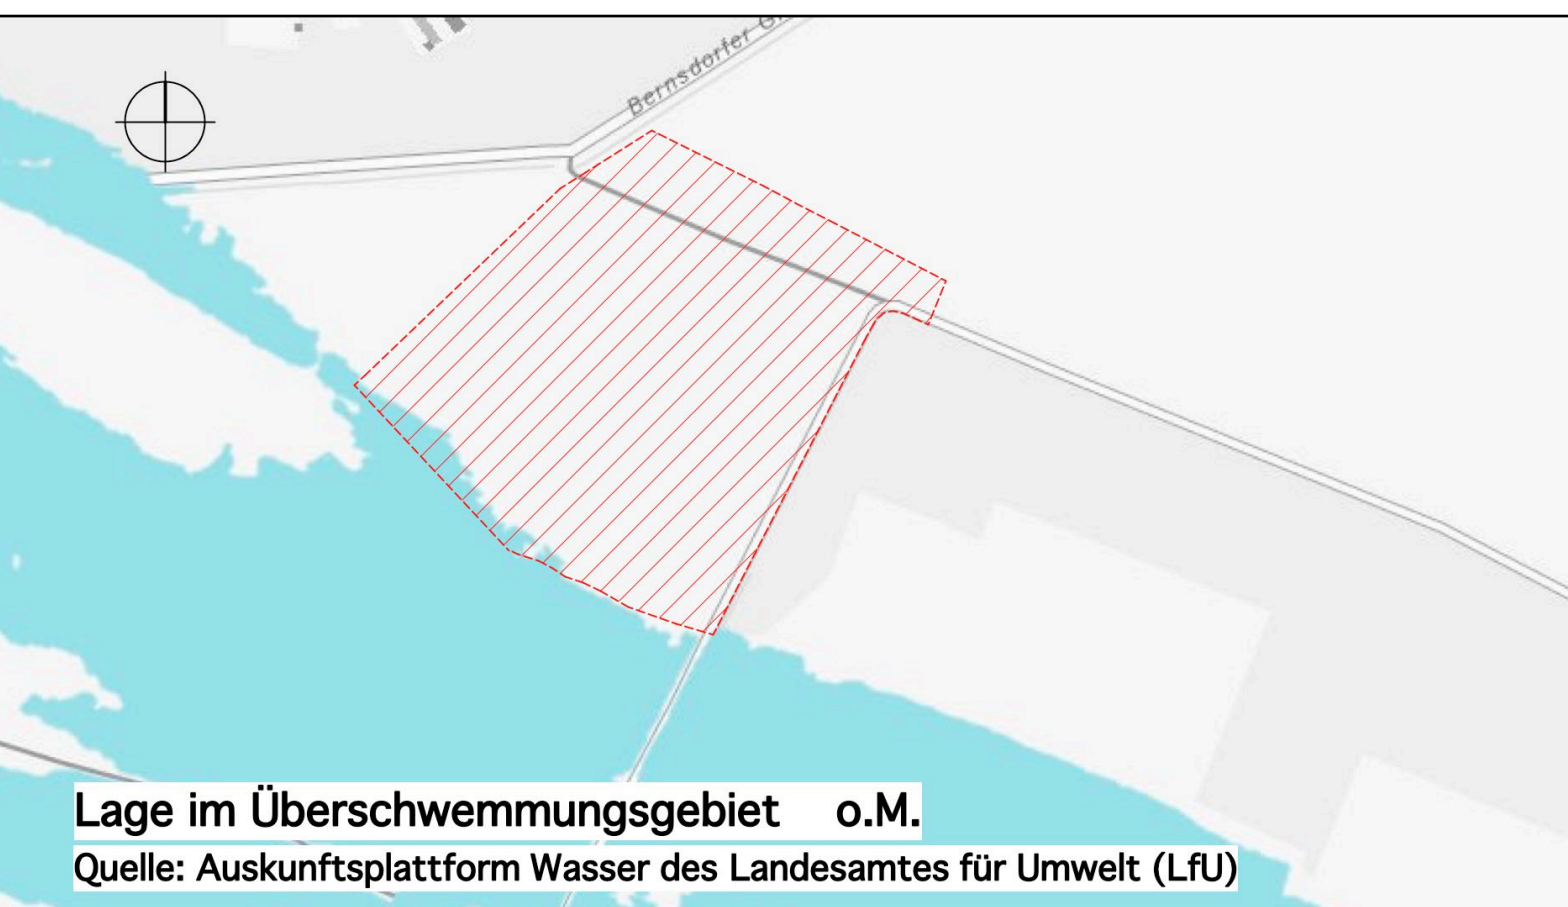 Bernsdorfer
Lage im Überschwemmungsgebiet o.M.
Quelle: Auskunftsplattform Wasser des Landesamtes für Umwelt (LfU)